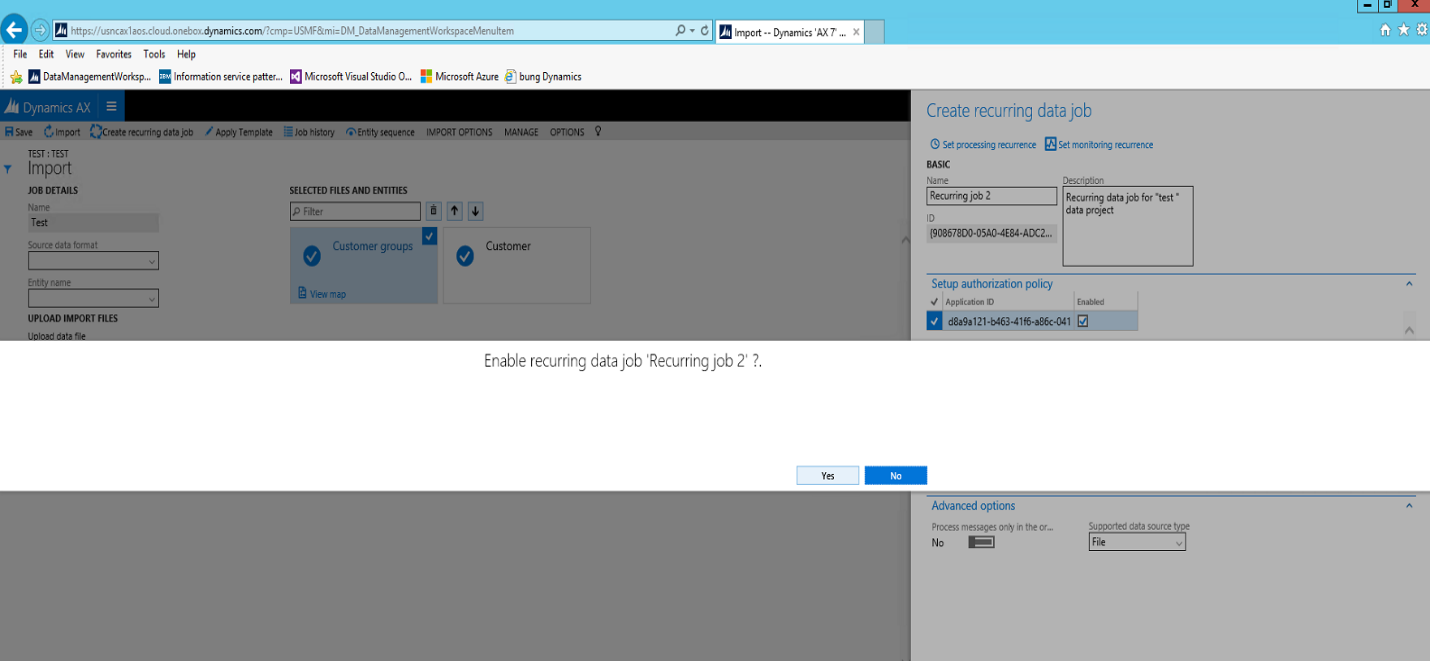 https://usncax1aos.cloud.onebox.dynamics.com/?cmp=USMF&mi=DM_DataManagementWorkspaceMenuItem
Import -- Dynamics 'AX 7' ...
File Edit View Favorites Tools Help
DataManagementWorksp... Information service patter... Microsoft Visual Studio O... Microsoft Azure bung Dynamics
Dynamics AX
Save Import Create recurring data job Apply Template Job history Entity sequence IMPORT OPTIONS MANAGE OPTIONS
TEST : TEST
Import
JOB DETAILS
Name
Test
Source data format
Entity name
UPLOAD IMPORT FILES
Upload data file
SELECTED FILES AND ENTITIES
Filter
Customer groups
View map
Customer
Create recurring data job
Set processing recurrence Set monitoring recurrence
BASIC
Name
Recurring job 2
ID
{908678D0-05A0-4E84-ADC2...
Description
Recurring data job for "test "
data project
Setup authorization policy
Application ID Enabled
d8a9a121-b463-41f6-a86c-041
Enable recurring data job 'Recurring job 2' ?.
Yes No
Advanced options
Process messages only in the or...
No
Supported data source type
File